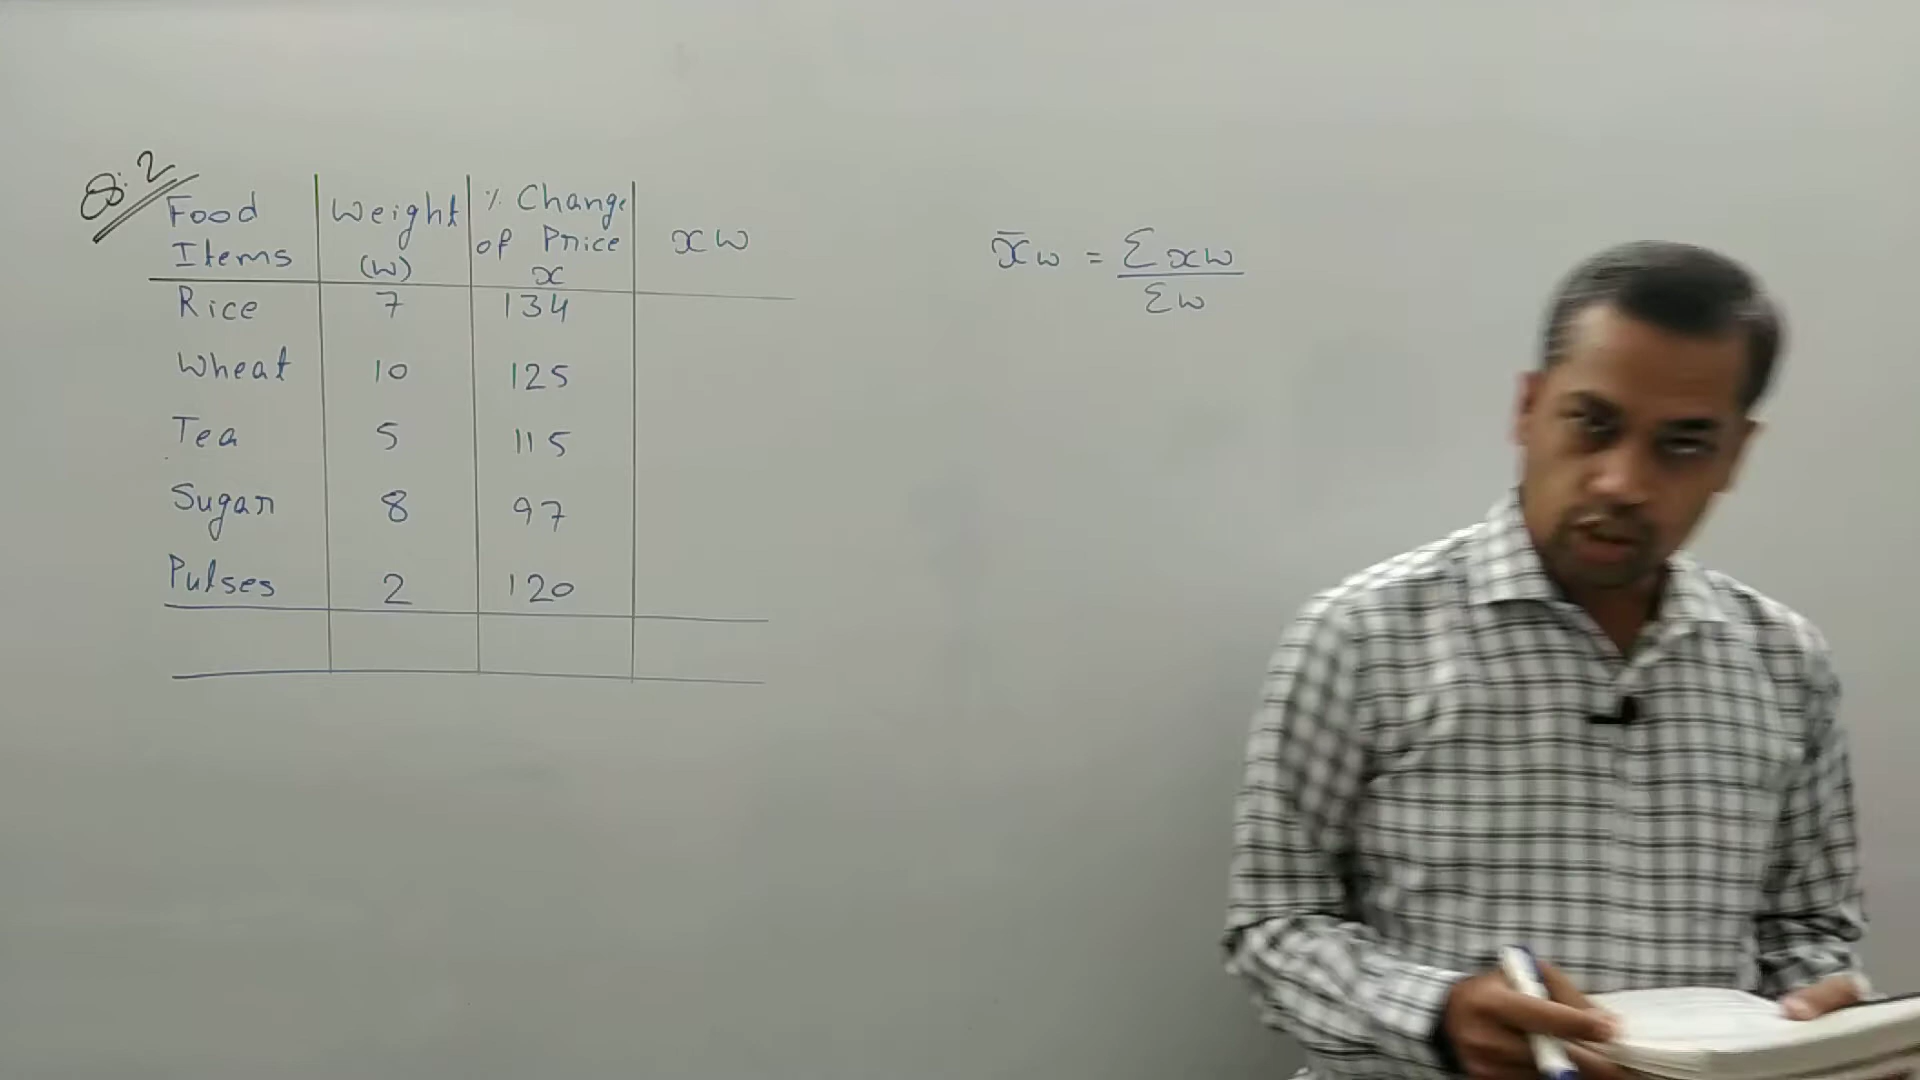 8:2
Food Items | Weight (w) | % Change of Price x | xw
Rice | 7 | 134
Wheat | 10 | 125
Tea | 5 | 115
Sugar | 8 | 97
Pulses | 2 | 120
x̄w = Σxw / Σw